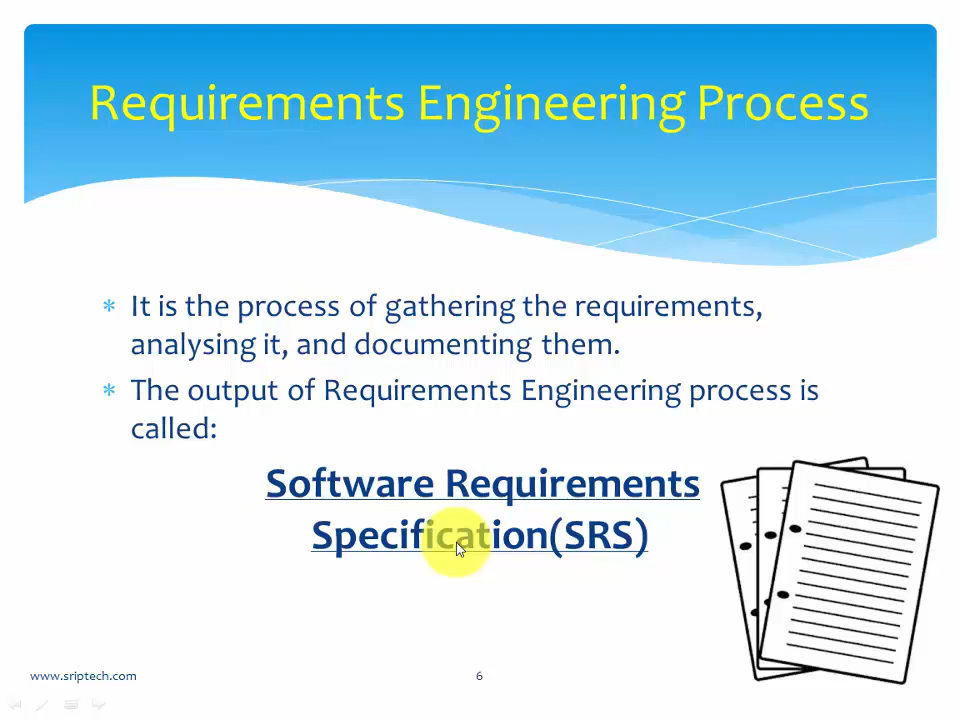 Requirements Engineering Process
It is the process of gathering the requirements,
analysing it, and documenting them.
The output of Requirements Engineering process is
called:
Software Requirements
Specification(SRS)
www.sriptech.com
6